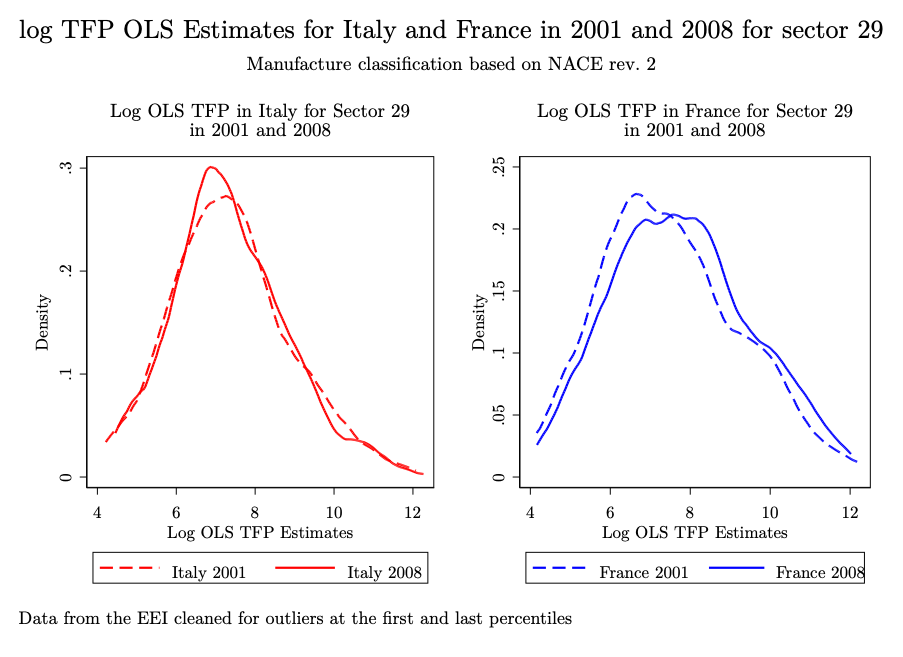 log TFP OLS Estimates for Italy and France in 2001 and 2008 for sector 29
Manufacture classification based on NACE rev. 2
Log OLS TFP in Italy for Sector 29
in 2001 and 2008
Density
.3
.2
.1
0
4 6 8 10 12
Log OLS TFP Estimates
Italy 2001 Italy 2008
Log OLS TFP in France for Sector 29
in 2001 and 2008
Density
.25
.2
.15
.1
.05
0
4 6 8 10 12
Log OLS TFP Estimates
France 2001 France 2008
Data from the EEI cleaned for outliers at the first and last percentiles